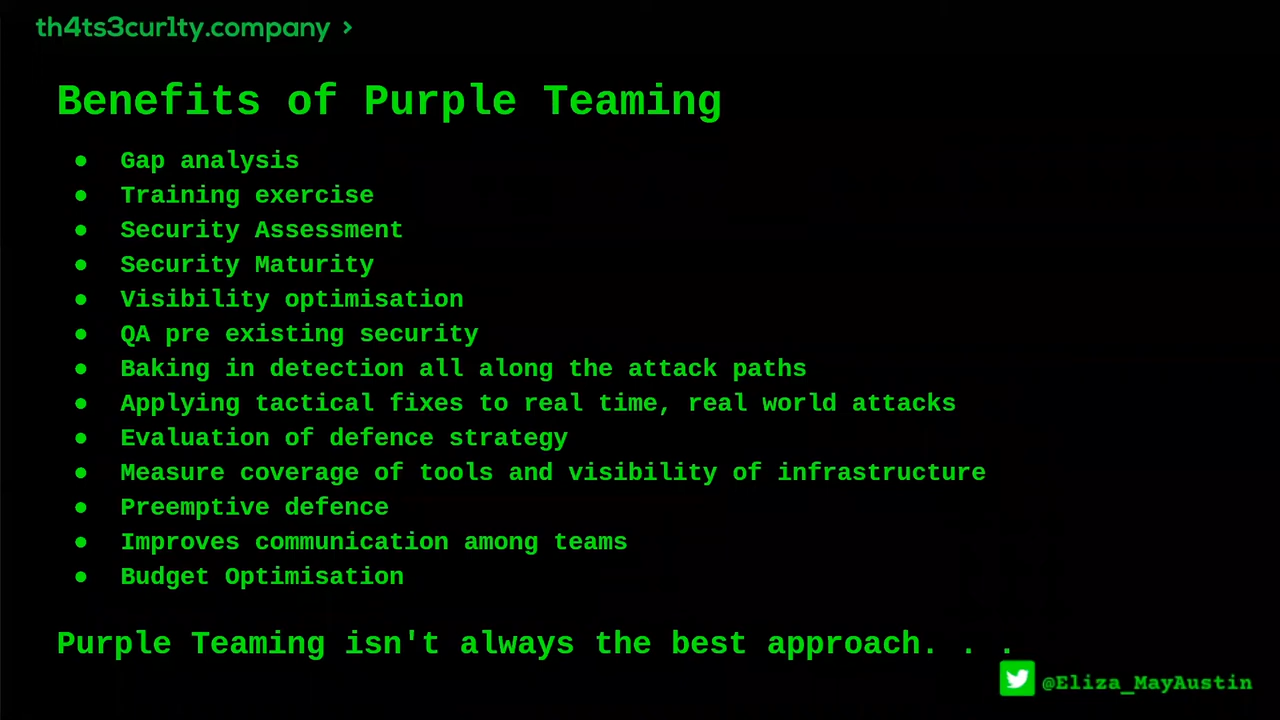 th4ts3cur1ty.company >
Benefits of Purple Teaming
● Gap analysis
● Training exercise
● Security Assessment
● Security Maturity
● Visibility optimisation
● QA pre existing security
● Baking in detection all along the attack paths
● Applying tactical fixes to real time, real world attacks
● Evaluation of defence strategy
● Measure coverage of tools and visibility of infrastructure
● Preemptive defence
● Improves communication among teams
● Budget Optimisation
Purple Teaming isn't always the best approach. . .
@Eliza_MayAustin